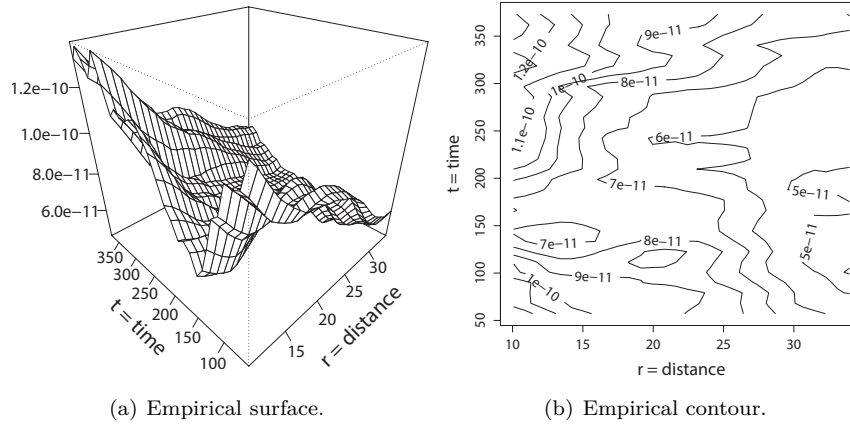 1.2e−10
1.0e−10
8.0e−11
6.0e−11
350
300
250
200
150
100
t = time
15
20
25
30
r = distance
(a) Empirical surface.
350
300
250
200
150
100
50
t = time
10
15
20
25
30
r = distance
9e−11
1.2e−10
1e−10
8e−11
1.1e−10
6e−11
7e−11
5e−11
7e−11
8e−11
5e−11
9e−11
1e−10
(b) Empirical contour.